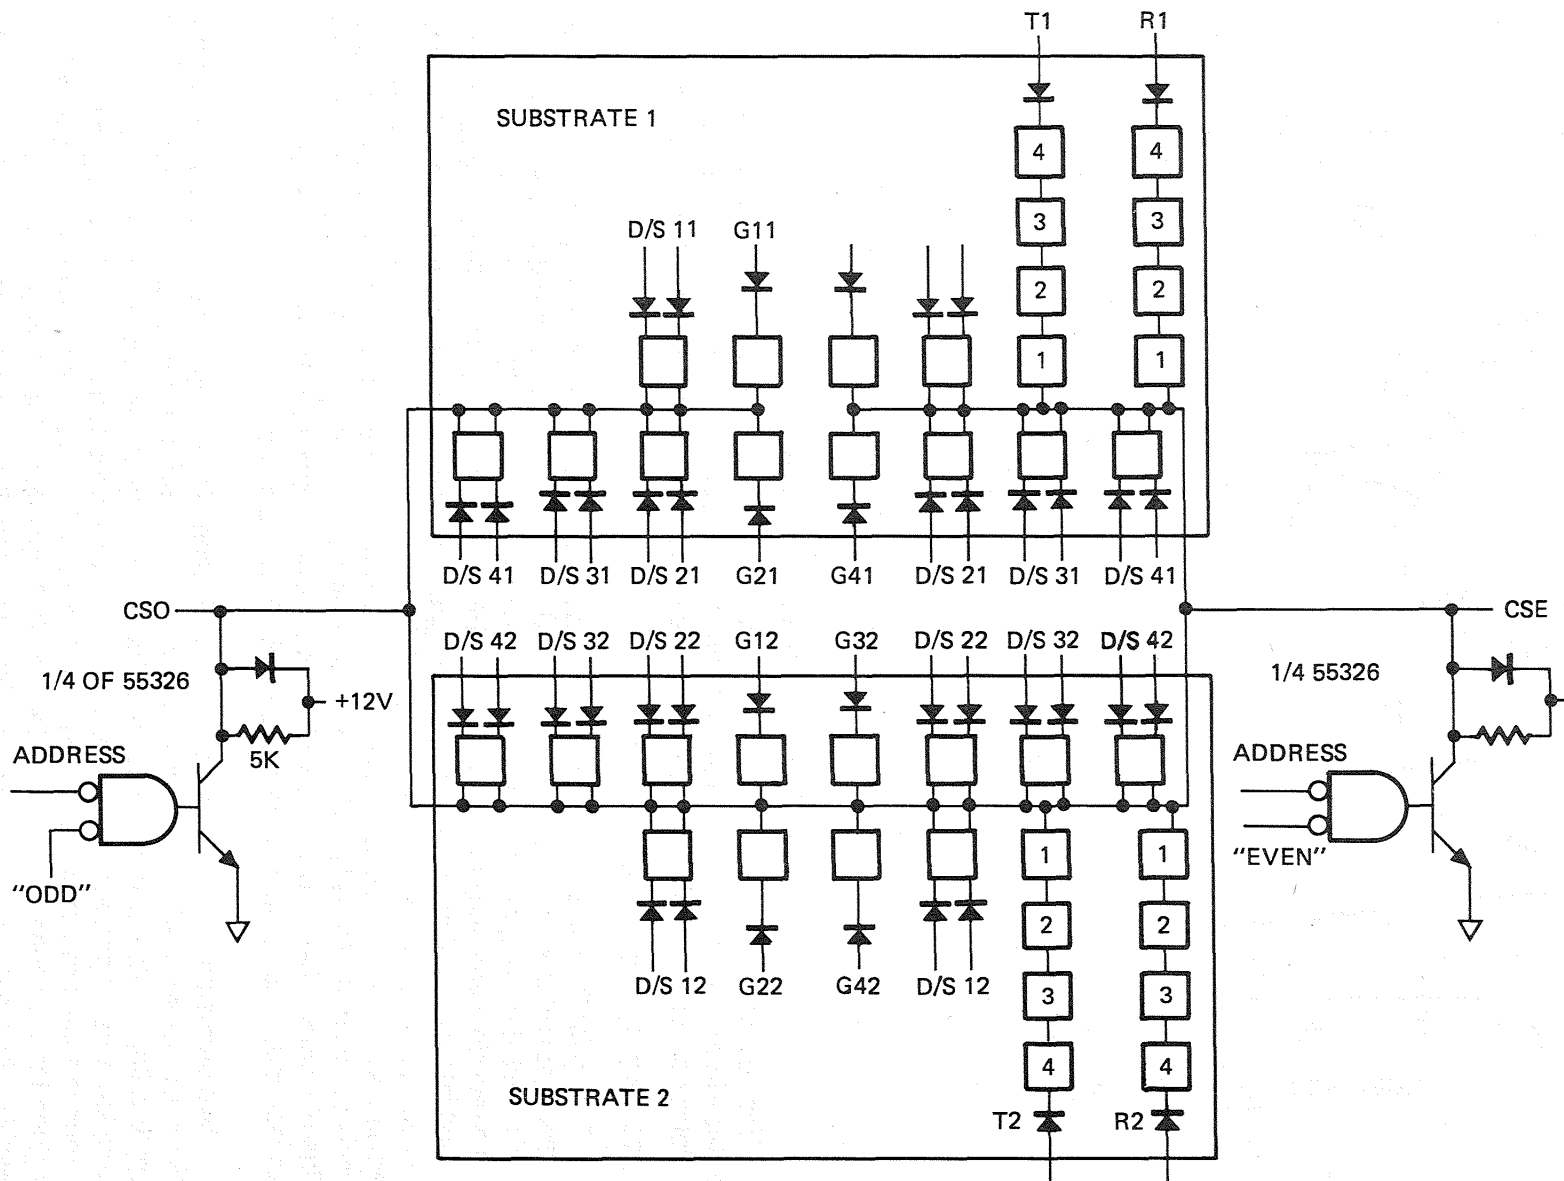 T1 R1
SUBSTRATE 1
4 4
3 3
D/S 11 G11
2 2
1 1
D/S 41 D/S 31 D/S 21 G21 G41 D/S 21 D/S 31 D/S 41
CSO CSE
D/S 42 D/S 32 D/S 22 G12 G32 D/S 22 D/S 32 D/S 42
1/4 OF 55326 1/4 55326
+12V
ADDRESS 5K ADDRESS
"ODD" "EVEN"
1 1
2 2
D/S 12 G22 G42 D/S 12
3 3
4 4
SUBSTRATE 2
T2 R2